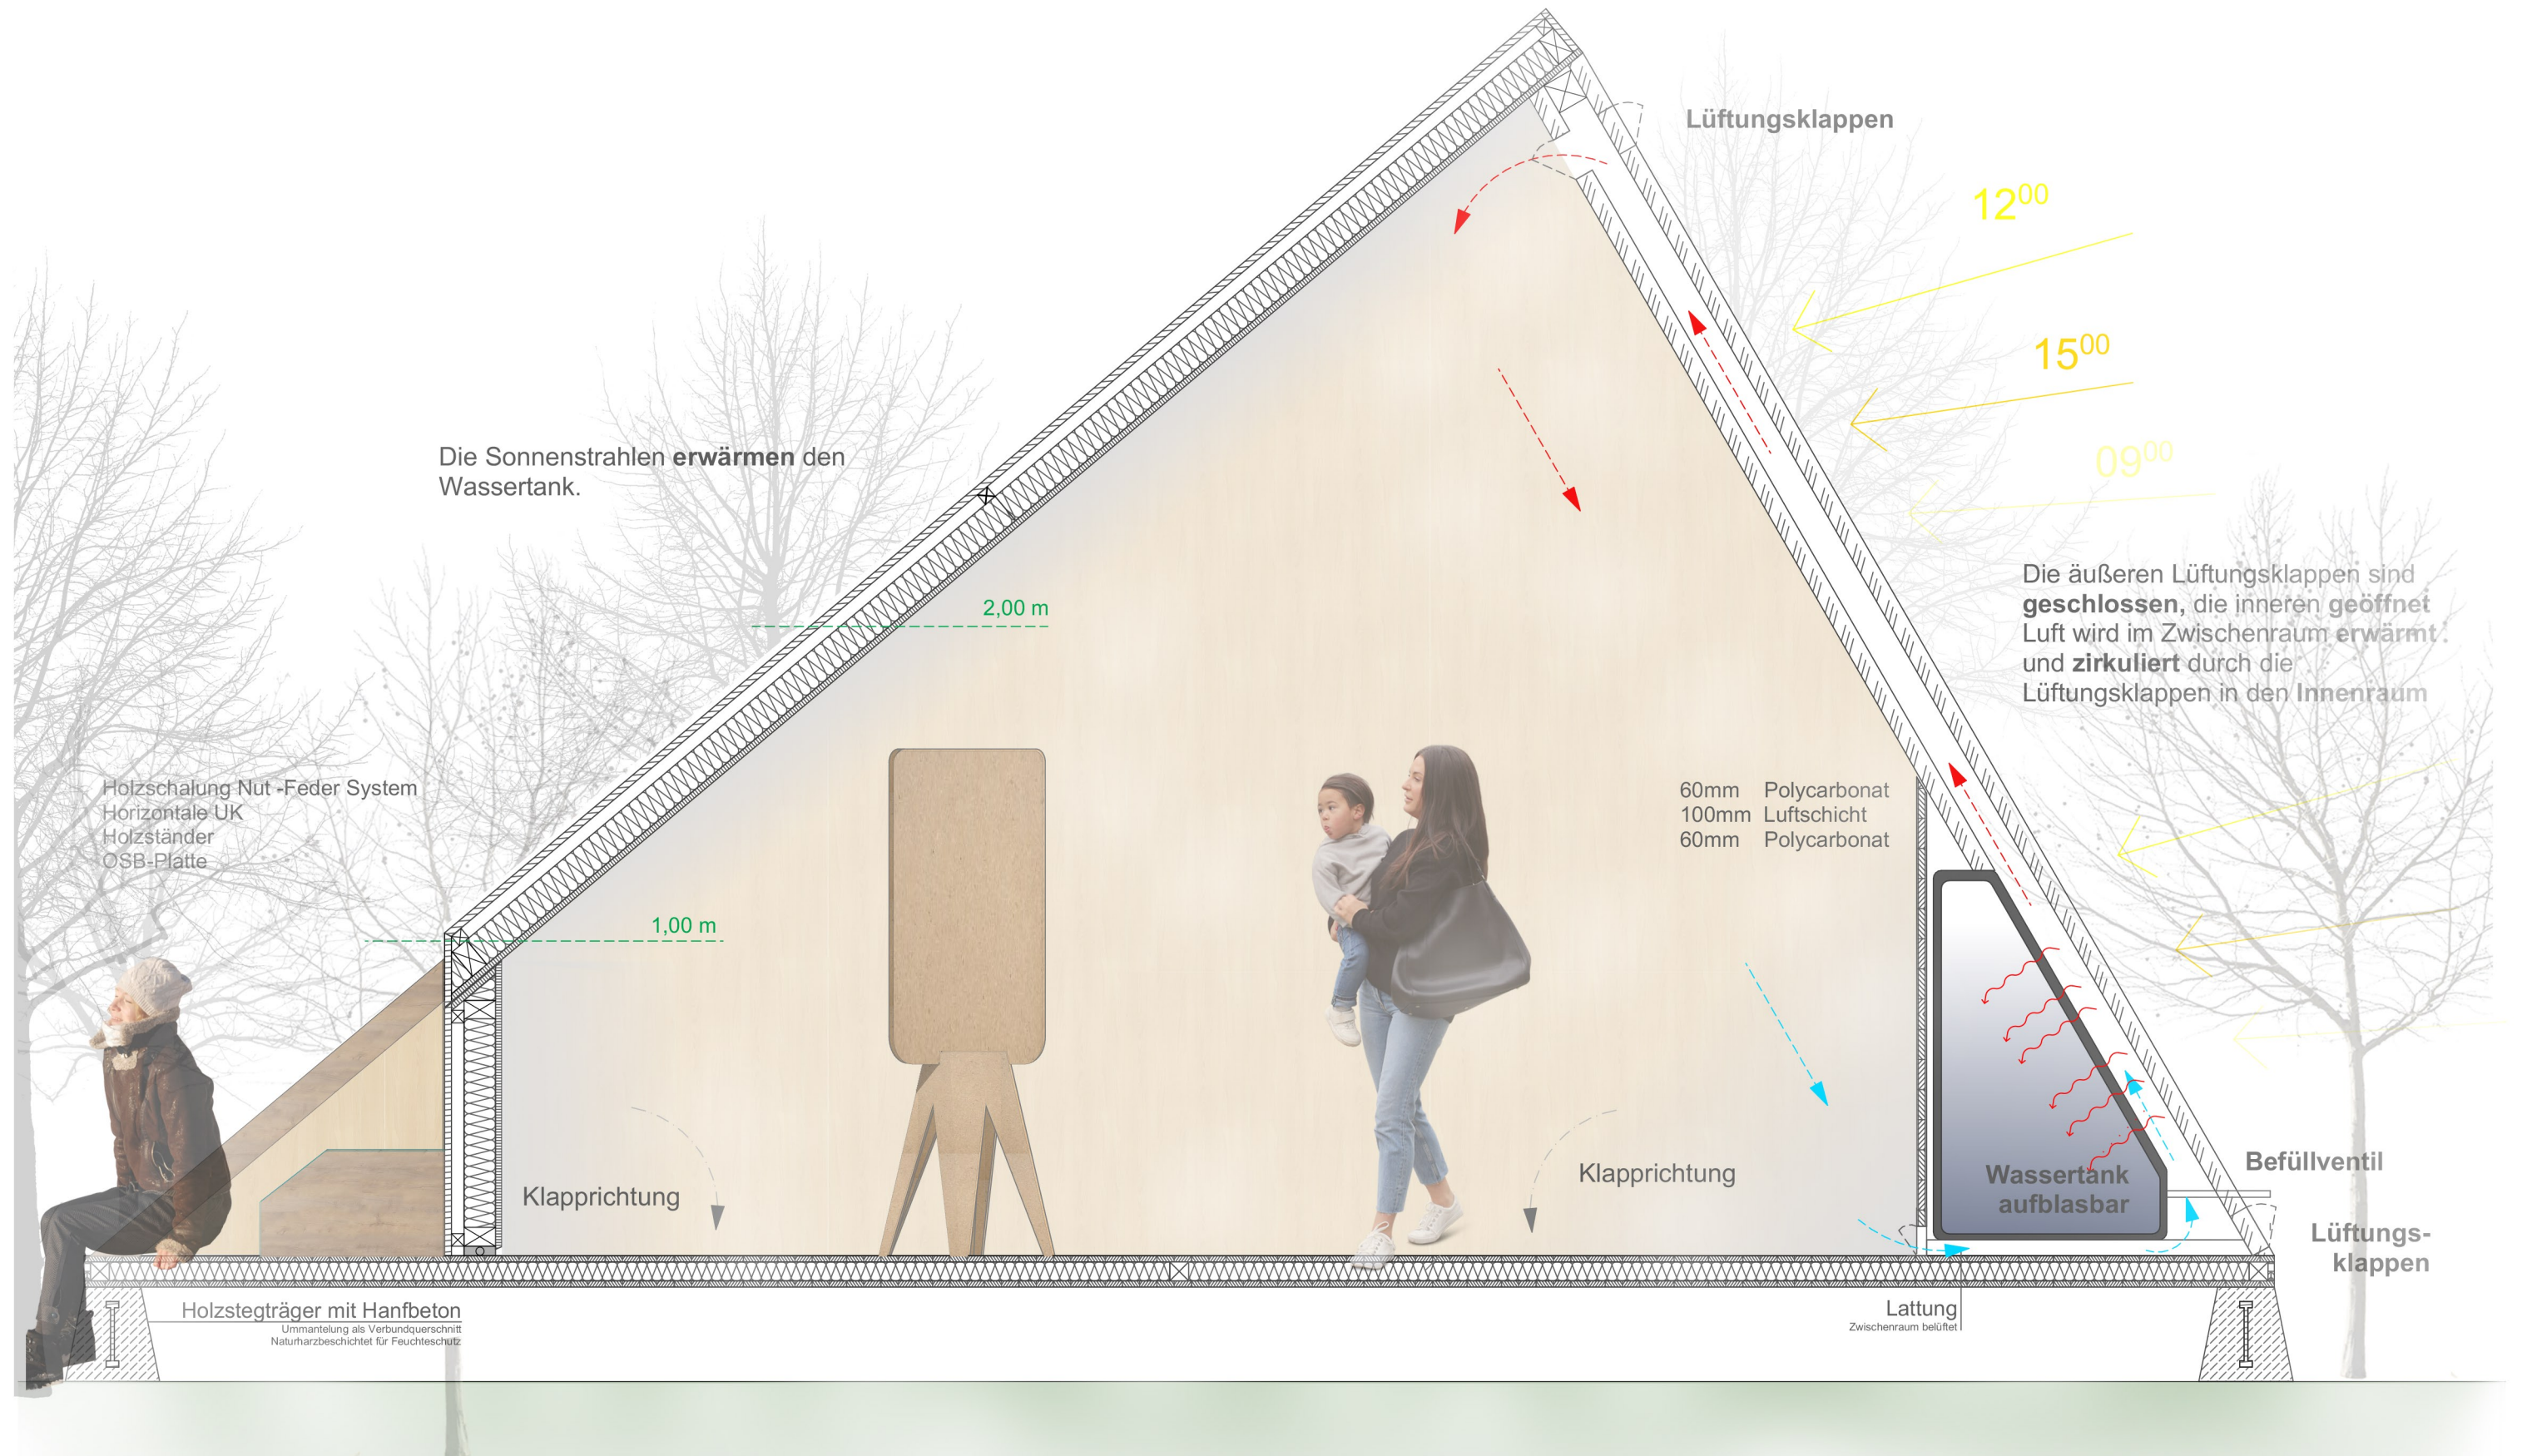 Lüftungsklappen
12⁰⁰
15⁰⁰
09⁰⁰
Die Sonnenstrahlen erwärmen den
Wassertank.
Die äußeren Lüftungsklappen sind
geschlossen, die inneren geöffnet
Luft wird im Zwischenraum erwärmt
und zirkuliert durch die
Lüftungsklappen in den Innenraum
2,00 m
Holzschalung Nut -Feder System
Horizontale UK
Holzständer
OSB-Platte
60mm Polycarbonat
100mm Luftschicht
60mm Polycarbonat
1,00 m
Klapprichtung
Klapprichtung
Wassertank
aufblasbar
Befüllventil
Lüftungs-
klappen
Holzstegträger mit Hanfbeton
Ummantelung als Verbundquerschnitt
Naturharzbeschichtet für Feuchteschutz
Lattung
Zwischenraum belüftet